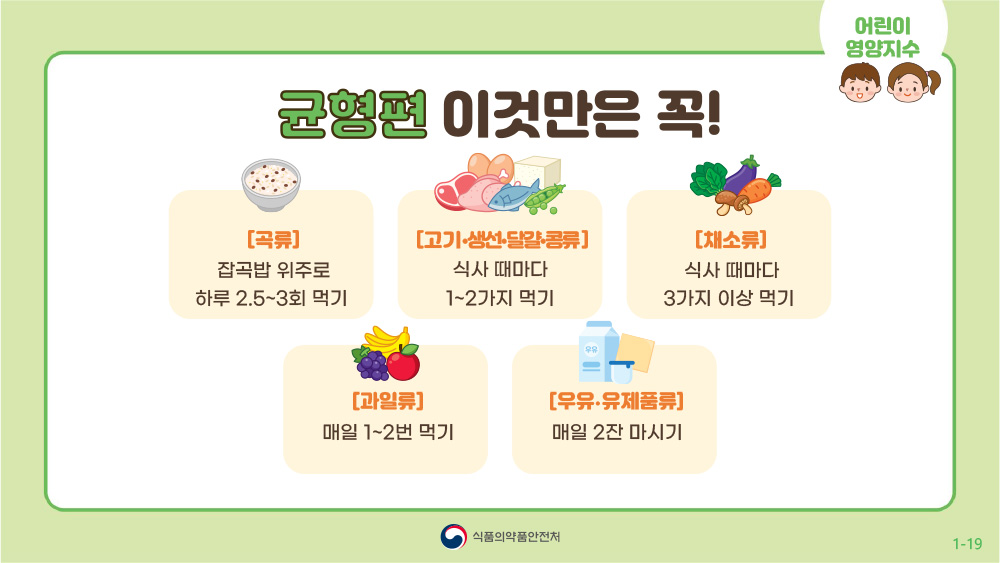 어린이
영양지수
균형편 이것만은 꼭!
[곡류]
잡곡밥 위주로
하루 2.5~3회 먹기
[고기·생선·달걀·콩류]
식사 때마다
1~2가지 먹기
[채소류]
식사 때마다
3가지 이상 먹기
[과일류]
매일 1~2번 먹기
우유
[우유·유제품류]
매일 2잔 마시기
식품의약품안전처
1-19